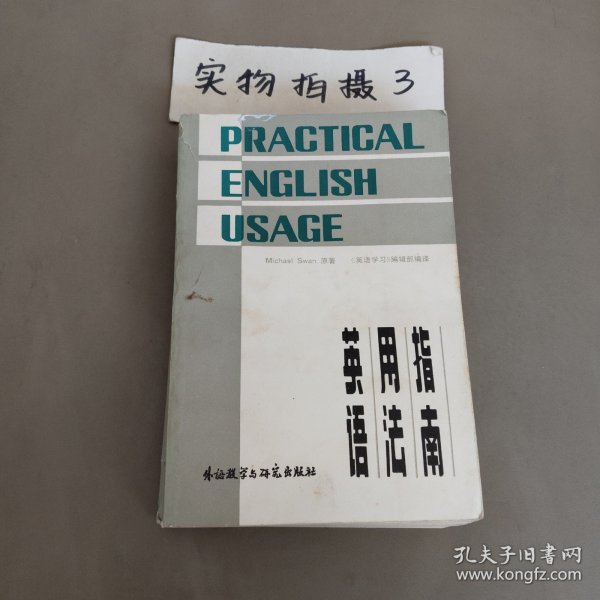 实物拍摄3
PRACTICAL
ENGLISH
USAGE
Michael Swan 原著 《英语学习》编辑部编译
英语
用法
指南
外语教学与研究出版社
孔夫子旧书网
www.kongfz.com